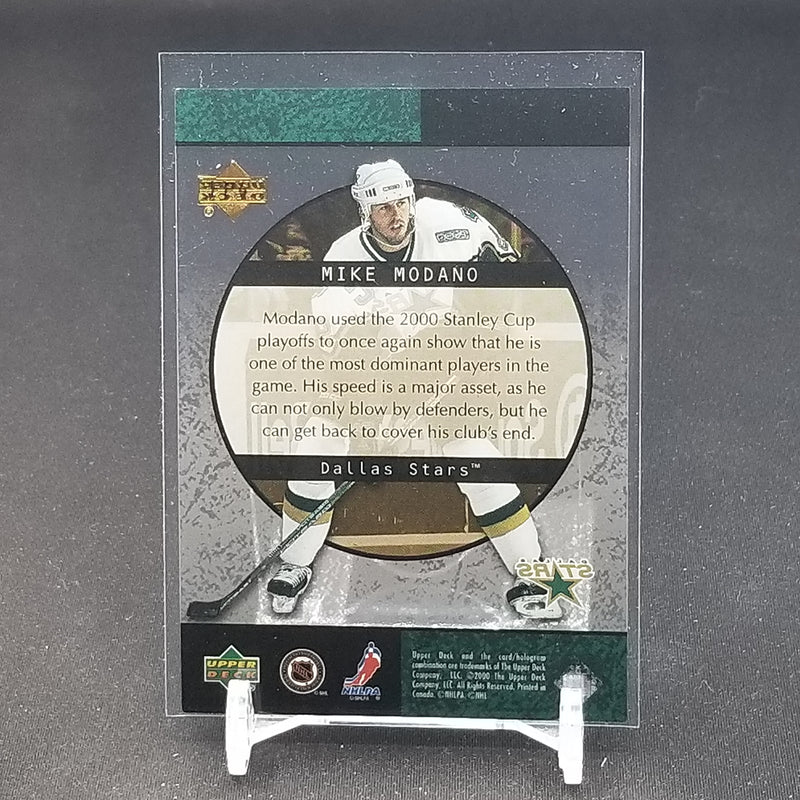 MIKE MODANO
Modano used the 2000 Stanley Cup
playoffs to once again show that he is
one of the most dominant players in the
game. His speed is a major asset, as he
can not only blow by defenders, but he
can get back to cover his club's end.
Dallas Stars™
STARS
UPPER
DECK
NHL
©NHL
NHLPA
©NHLPA
Upper Deck and the card/hologram
combination are trademarks of The Upper Deck
Company, LLC. ©2000 The Upper Deck
Company, LLC. All Rights Reserved. Printed in
Canada. ©NHLPA. ©NHL